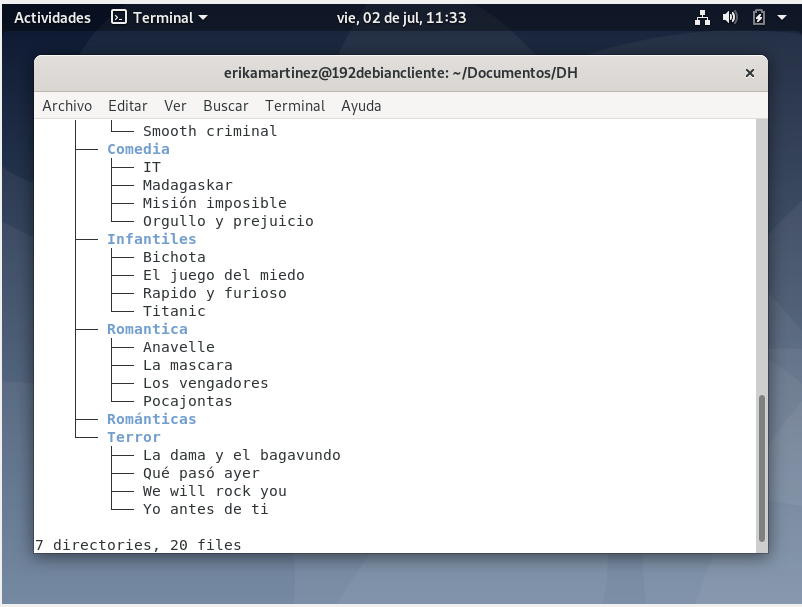 Actividades Terminal vie, 02 de jul, 11:33
erikamartinez@192debiancliente: ~/Documentos/DH
Archivo Editar Ver Buscar Terminal Ayuda
└── Smooth criminal
├── Comedia
├── IT
├── Madagaskar
├── Misión imposible
└── Orgullo y prejuicio
├── Infantiles
├── Bichota
├── El juego del miedo
├── Rapido y furioso
└── Titanic
├── Romantica
├── Anavelle
├── La mascara
├── Los vengadores
└── Pocajontas
├── Románticas
└── Terror
├── La dama y el bagavundo
├── Qué pasó ayer
├── We will rock you
└── Yo antes de ti
7 directories, 20 files